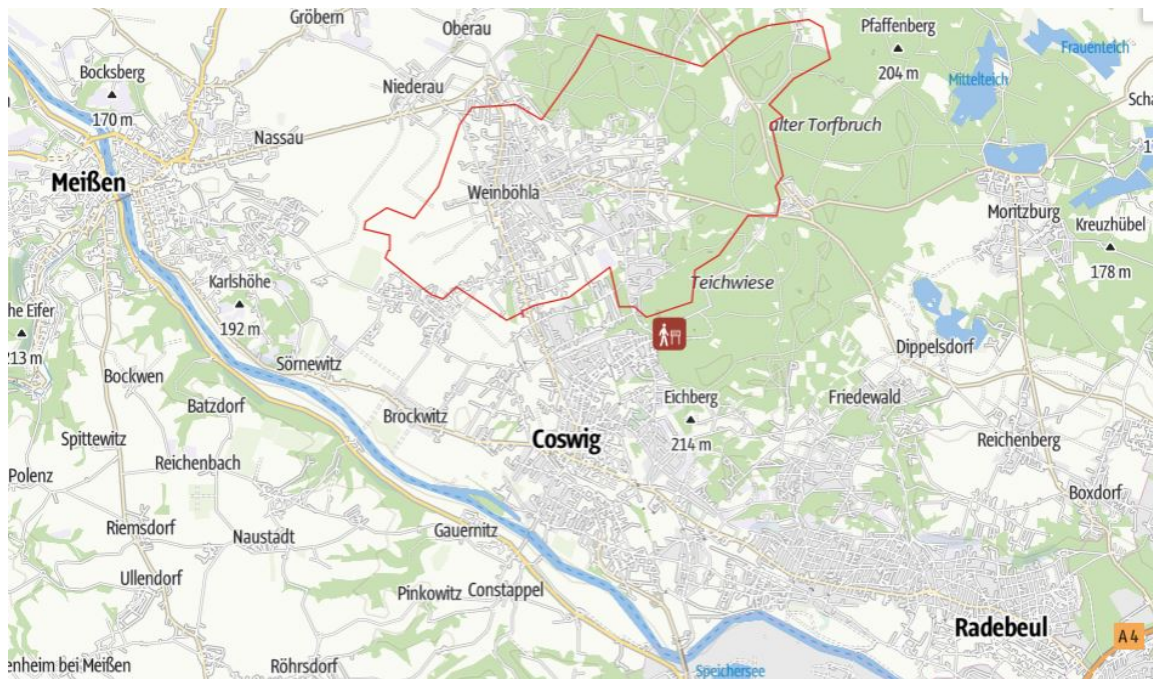 Gröbern
Oberau
Pfaffenberg
204 m
Frauenteich
Mittelteich
Bocksberg
170 m
Niederau
Nassau
alter Torfbruch
Scha
Meißen
Weinböhla
Moritzburg
Kreuzhübel
178 m
Karlshöhe
192 m
Teichwiese
he Eifer
213 m
Sörnewitz
Dippelsdorf
Bockwen
Batzdorf
Brockwitz
Eichberg
214 m
Friedewald
Spittewitz
Coswig
Reichenberg
Polenz
Reichenbach
Boxdorf
Riemsdorf
Naustadt
Gauernitz
Ullendorf
Pinkowitz
Constappel
Radebeul
A 4
enheim bei Meißen
Röhrsdorf
Speichersee